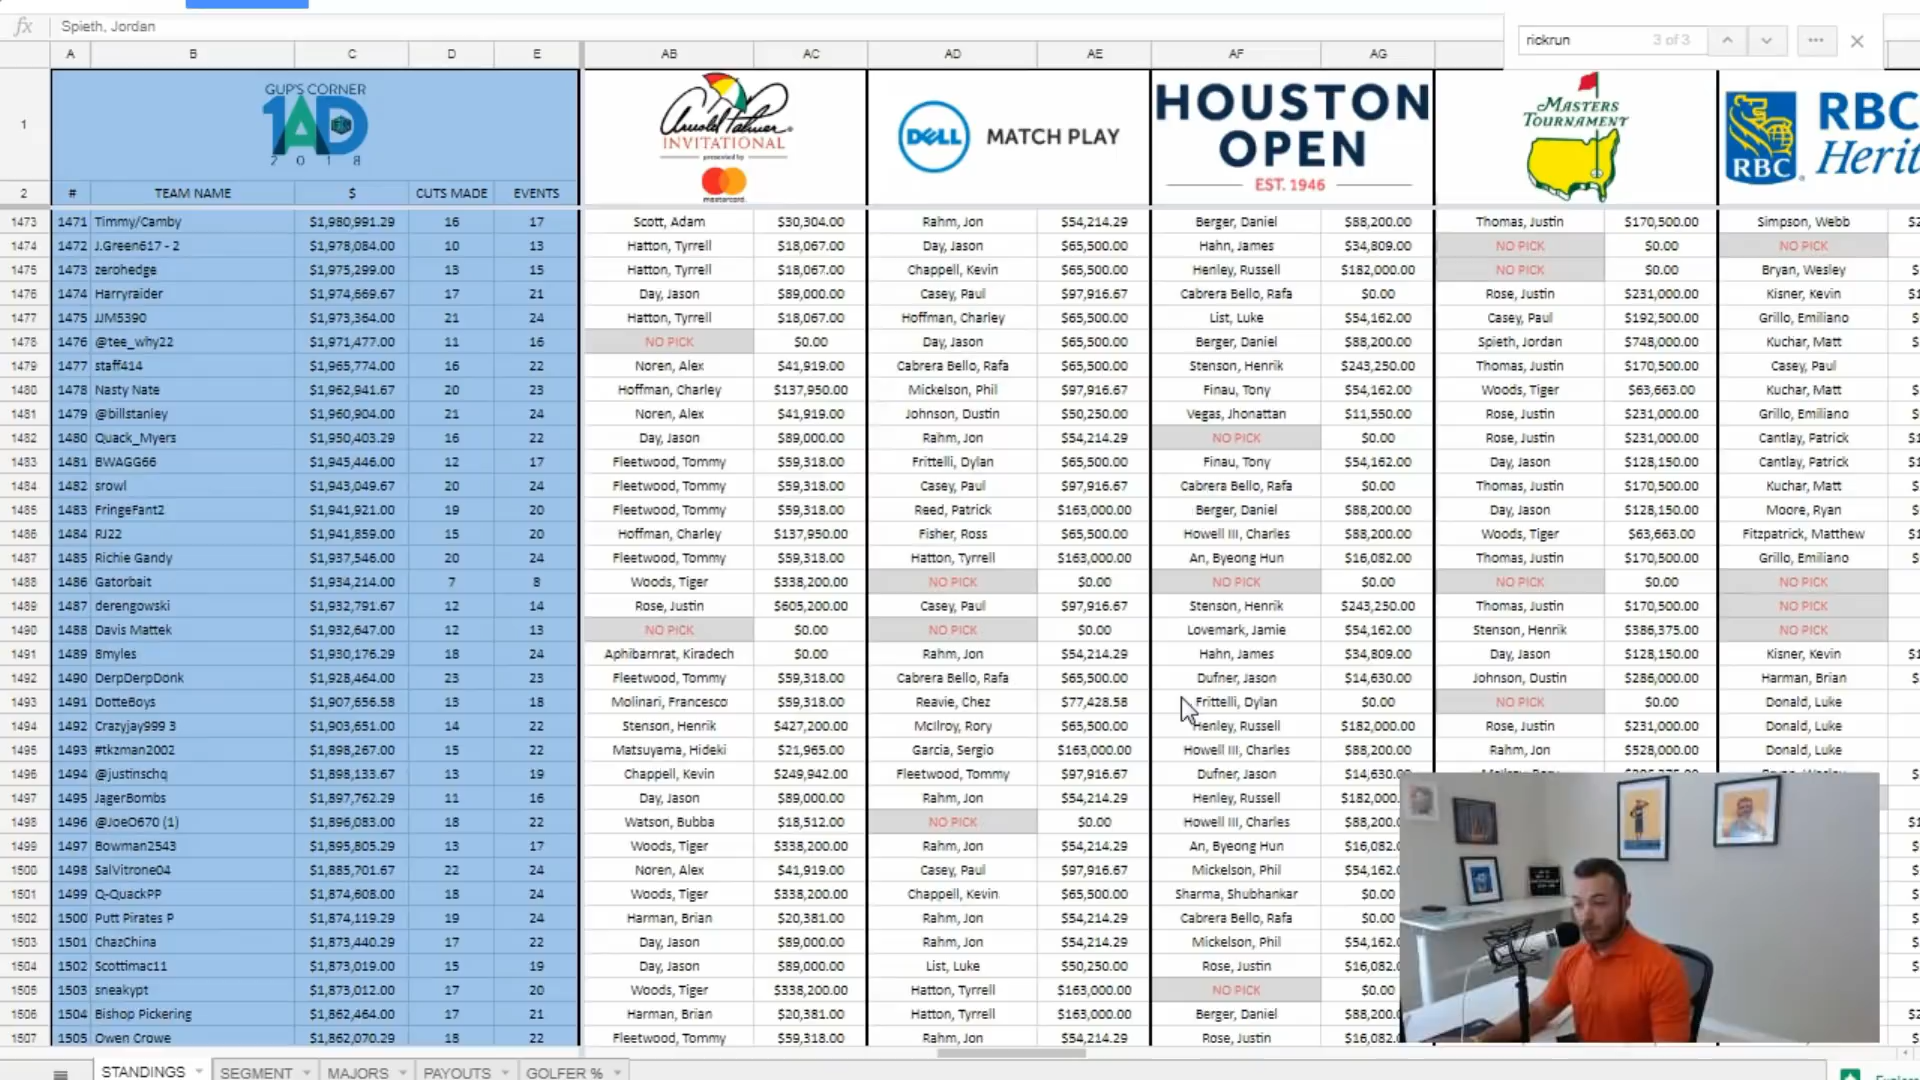 fx Spieth, Jordan
rickrun 3 of 3
A B C D E AB AC AD AE AF AG
1 GUP'S CORNER 1AD 2018 Arnold Palmer INVITATIONAL presented by mastercard DELL MATCH PLAY HOUSTON OPEN EST. 1946 MASTERS TOURNAMENT RBC RBC Herit
2 # TEAM NAME $ CUTS MADE EVENTS
1473 1471 Timmy/Camby $1,980,991.29 16 17 Scott, Adam $30,304.00 Rahm, Jon $54,214.29 Berger, Daniel $88,200.00 Thomas, Justin $170,500.00 Simpson, Webb
1474 1472 J.Green617 - 2 $1,978,084.00 10 13 Hatton, Tyrrell $18,067.00 Day, Jason $65,500.00 Hahn, James $34,809.00 NO PICK $0.00 NO PICK
1475 1473 zerohedge $1,975,299.00 13 15 Hatton, Tyrrell $18,067.00 Chappell, Kevin $65,500.00 Henley, Russell $182,000.00 NO PICK $0.00 Bryan, Wesley
1476 1474 Harryraider $1,974,669.67 17 21 Day, Jason $89,000.00 Casey, Paul $97,916.67 Cabrera Bello, Rafa $0.00 Rose, Justin $231,000.00 Kisner, Kevin
1477 1475 JJM5390 $1,973,364.00 21 24 Hatton, Tyrrell $18,067.00 Hoffman, Charley $65,500.00 List, Luke $54,162.00 Casey, Paul $192,500.00 Grillo, Emiliano
1478 1476 @tee_why22 $1,971,477.00 11 16 NO PICK $0.00 Day, Jason $65,500.00 Berger, Daniel $88,200.00 Spieth, Jordan $748,000.00 Kuchar, Matt
1479 1477 staff414 $1,965,774.00 16 22 Noren, Alex $41,919.00 Cabrera Bello, Rafa $65,500.00 Stenson, Henrik $243,250.00 Thomas, Justin $170,500.00 Casey, Paul
1480 1478 Nasty Nate $1,962,941.67 20 23 Hoffman, Charley $137,950.00 Mickelson, Phil $97,916.67 Finau, Tony $54,162.00 Woods, Tiger $63,663.00 Kuchar, Matt
1481 1479 @billstanley $1,960,904.00 21 24 Noren, Alex $41,919.00 Johnson, Dustin $50,250.00 Vegas, Jhonattan $11,550.00 Rose, Justin $231,000.00 Grillo, Emiliano
1482 1480 Quack_Myers $1,950,403.29 16 22 Day, Jason $89,000.00 Rahm, Jon $54,214.29 NO PICK $0.00 Rose, Justin $231,000.00 Cantlay, Patrick
1483 1481 BWAGG66 $1,945,446.00 12 17 Fleetwood, Tommy $59,318.00 Frittelli, Dylan $65,500.00 Finau, Tony $54,162.00 Day, Jason $128,150.00 Cantlay, Patrick
1484 1482 srowl $1,943,049.67 20 24 Fleetwood, Tommy $59,318.00 Casey, Paul $97,916.67 Cabrera Bello, Rafa $0.00 Thomas, Justin $170,500.00 Kuchar, Matt
1485 1483 FringeFant2 $1,941,921.00 19 20 Fleetwood, Tommy $59,318.00 Reed, Patrick $163,000.00 Berger, Daniel $88,200.00 Day, Jason $128,150.00 Moore, Ryan
1486 1484 RJ22 $1,941,859.00 15 20 Hoffman, Charley $137,950.00 Fisher, Ross $65,500.00 Howell III, Charles $88,200.00 Woods, Tiger $63,663.00 Fitzpatrick, Matthew
1487 1485 Richie Gandy $1,937,546.00 20 24 Fleetwood, Tommy $59,318.00 Hatton, Tyrrell $163,000.00 An, Byeong Hun $16,082.00 Thomas, Justin $170,500.00 Grillo, Emiliano
1488 1486 Gatorbait $1,934,214.00 7 8 Woods, Tiger $338,200.00 NO PICK $0.00 NO PICK $0.00 NO PICK $0.00 NO PICK
1489 1487 derengowski $1,932,791.67 12 14 Rose, Justin $605,200.00 Casey, Paul $97,916.67 Stenson, Henrik $243,250.00 Thomas, Justin $170,500.00 NO PICK
1490 1488 Davis Mattek $1,932,647.00 12 13 NO PICK $0.00 NO PICK $0.00 Lovemark, Jamie $54,162.00 Stenson, Henrik $386,375.00 NO PICK
1491 1489 8myles $1,930,176.29 18 24 Aphibarnrat, Kiradech $0.00 Rahm, Jon $54,214.29 Hahn, James $34,809.00 Day, Jason $128,150.00 Kisner, Kevin
1492 1490 DerpDerpDonk $1,928,464.00 23 23 Fleetwood, Tommy $59,318.00 Cabrera Bello, Rafa $65,500.00 Dufner, Jason $14,630.00 Johnson, Dustin $286,000.00 Harman, Brian
1493 1491 DotteBoys $1,907,656.58 13 18 Molinari, Francesco $59,318.00 Reavie, Chez $77,428.58 Frittelli, Dylan $0.00 NO PICK $0.00 Donald, Luke
1494 1492 Crazyjay999 3 $1,903,651.00 14 22 Stenson, Henrik $427,200.00 McIlroy, Rory $65,500.00 Henley, Russell $182,000.00 Rose, Justin $231,000.00 Donald, Luke
1495 1493 #tkzman2002 $1,898,267.00 15 22 Matsuyama, Hideki $21,965.00 Garcia, Sergio $163,000.00 Howell III, Charles $88,200.00 Rahm, Jon $528,000.00 Donald, Luke
1496 1494 @justinschq $1,898,133.67 13 19 Chappell, Kevin $249,942.00 Fleetwood, Tommy $97,916.67 Dufner, Jason $14,630.
1497 1495 JagerBombs $1,897,762.29 11 16 Day, Jason $89,000.00 Rahm, Jon $54,214.29 Henley, Russell $182,000.
1498 1496 @JoeO670 (1) $1,896,083.00 18 22 Watson, Bubba $18,512.00 NO PICK $0.00 Howell III, Charles $88,200.
1499 1497 Bowman2543 $1,895,805.29 13 17 Woods, Tiger $338,200.00 Rahm, Jon $54,214.29 An, Byeong Hun $16,082.
1500 1498 SalVitrone04 $1,885,701.67 22 24 Noren, Alex $41,919.00 Casey, Paul $97,916.67 Mickelson, Phil $54,162.
1501 1499 Q-QuackPP $1,874,608.00 18 24 Woods, Tiger $338,200.00 Chappell, Kevin $65,500.00 Sharma, Shubhankar $0.00
1502 1500 Putt Pirates P $1,874,119.29 19 24 Harman, Brian $20,381.00 Rahm, Jon $54,214.29 Cabrera Bello, Rafa $0.00
1503 1501 ChazChina $1,873,440.29 17 22 Day, Jason $89,000.00 Rahm, Jon $54,214.29 Mickelson, Phil $54,162.
1504 1502 Scottimac11 $1,873,019.00 15 19 Day, Jason $89,000.00 List, Luke $50,250.00 Rose, Justin $16,082.
1505 1503 sneakypt $1,873,012.00 17 20 Woods, Tiger $338,200.00 Hatton, Tyrrell $163,000.00 NO PICK $0.00
1506 1504 Bishop Pickering $1,862,464.00 17 21 Harman, Brian $20,381.00 Hatton, Tyrrell $163,000.00 Berger, Daniel $88,200.
1507 1505 Owen Crowe $1,862,070.29 18 22 Fleetwood, Tommy $59,318.00 Rahm, Jon $54,214.29 Rose, Justin $16,082.
STANDINGS SEGMENT MAJORS PAYOUTS GOLFER %